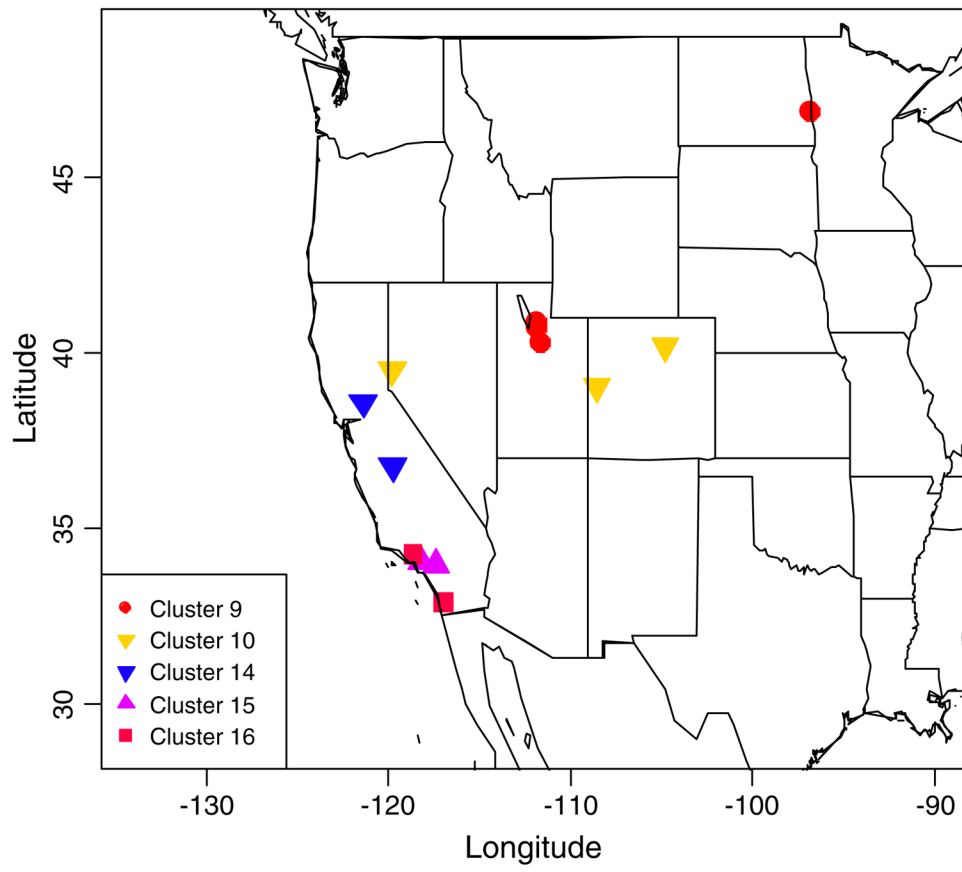 45
40
35
30
Latitude
Cluster 9
Cluster 10
Cluster 14
Cluster 15
Cluster 16
-130
-120
-110
-100
-90
Longitude